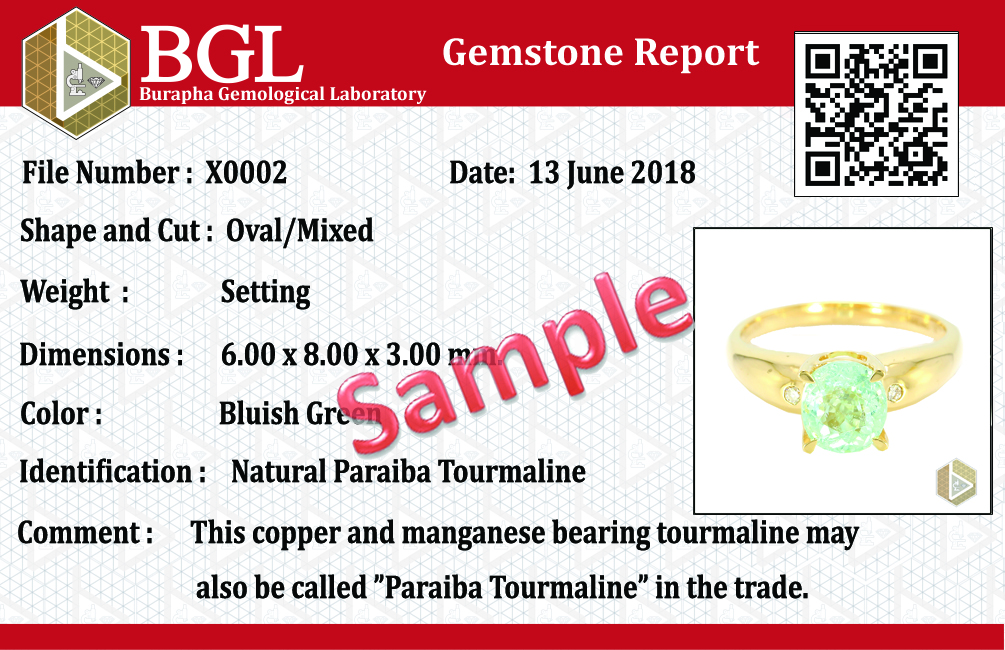 BGL
Burapha Gemological Laboratory
Gemstone Report
File Number : X0002
Date: 13 June 2018
Shape and Cut : Oval/Mixed
Weight : Setting
Dimensions : 6.00 x 8.00 x 3.00 mm.
Color : Bluish Green
Identification : Natural Paraiba Tourmaline
Comment : This copper and manganese bearing tourmaline may
also be called ”Paraiba Tourmaline” in the trade.
Sample